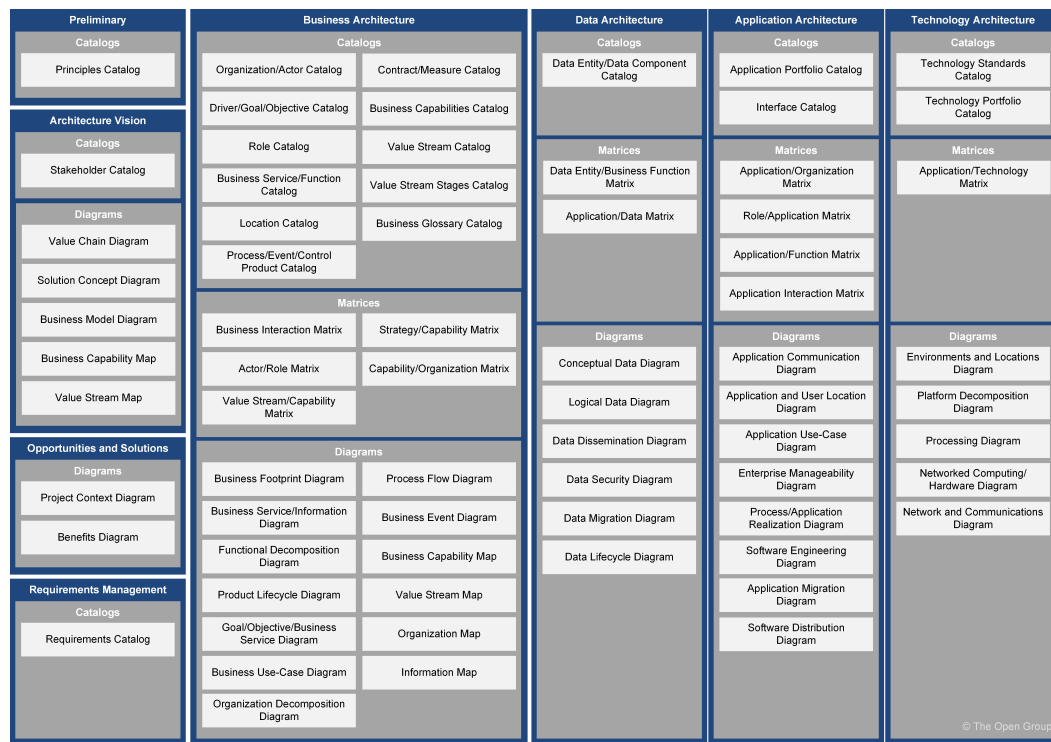 Preliminary
Catalogs
Principles Catalog
Architecture Vision
Catalogs
Stakeholder Catalog
Diagrams
Value Chain Diagram
Solution Concept Diagram
Business Model Diagram
Business Capability Map
Value Stream Map
Opportunities and Solutions
Diagrams
Project Context Diagram
Benefits Diagram
Requirements Management
Catalogs
Requirements Catalog
Business Architecture
Catalogs
Organization/Actor Catalog
Driver/Goal/Objective Catalog
Role Catalog
Business Service/Function
Catalog
Location Catalog
Process/Event/Control
Product Catalog
Contract/Measure Catalog
Business Capabilities Catalog
Value Stream Catalog
Value Stream Stages Catalog
Business Glossary Catalog
Matrices
Business Interaction Matrix
Actor/Role Matrix
Value Stream/Capability
Matrix
Strategy/Capability Matrix
Capability/Organization Matrix
Diagrams
Business Footprint Diagram
Business Service/Information
Diagram
Functional Decomposition
Diagram
Product Lifecycle Diagram
Goal/Objective/Business
Service Diagram
Business Use-Case Diagram
Organization Decomposition
Diagram
Process Flow Diagram
Business Event Diagram
Business Capability Map
Value Stream Map
Organization Map
Information Map
Data Architecture
Catalogs
Data Entity/Data Component
Catalog
Matrices
Data Entity/Business Function
Matrix
Application/Data Matrix
Diagrams
Conceptual Data Diagram
Logical Data Diagram
Data Dissemination Diagram
Data Security Diagram
Data Migration Diagram
Data Lifecycle Diagram
Application Architecture
Catalogs
Application Portfolio Catalog
Interface Catalog
Matrices
Application/Organization
Matrix
Role/Application Matrix
Application/Function Matrix
Application Interaction Matrix
Diagrams
Application Communication
Diagram
Application and User Location
Diagram
Application Use-Case
Diagram
Enterprise Manageability
Diagram
Process/Application
Realization Diagram
Software Engineering
Diagram
Application Migration
Diagram
Software Distribution
Diagram
Technology Architecture
Catalogs
Technology Standards
Catalog
Technology Portfolio
Catalog
Matrices
Application/Technology
Matrix
Diagrams
Environments and Locations
Diagram
Platform Decomposition
Diagram
Processing Diagram
Networked Computing/
Hardware Diagram
Network and Communications
Diagram
© The Open Group